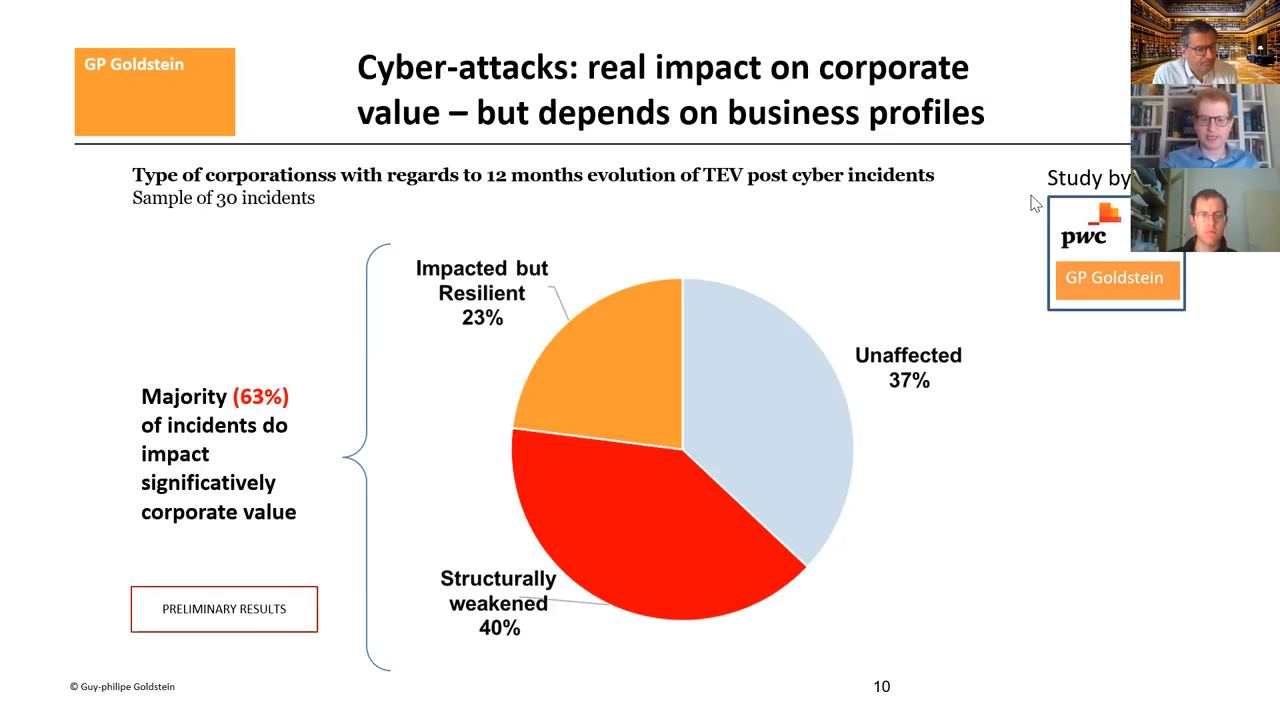 GP Goldstein
Cyber-attacks: real impact on corporate
value – but depends on business profiles
Type of corporationss with regards to 12 months evolution of TEV post cyber incidents
Sample of 30 incidents
Study by
pwc
GP Goldstein
Impacted but
Resilient
23%
Unaffected
37%
Majority (63%)
of incidents do
impact
significatively
corporate value
Structurally
weakened
40%
PRELIMINARY RESULTS
© Guy-philipe Goldstein
10